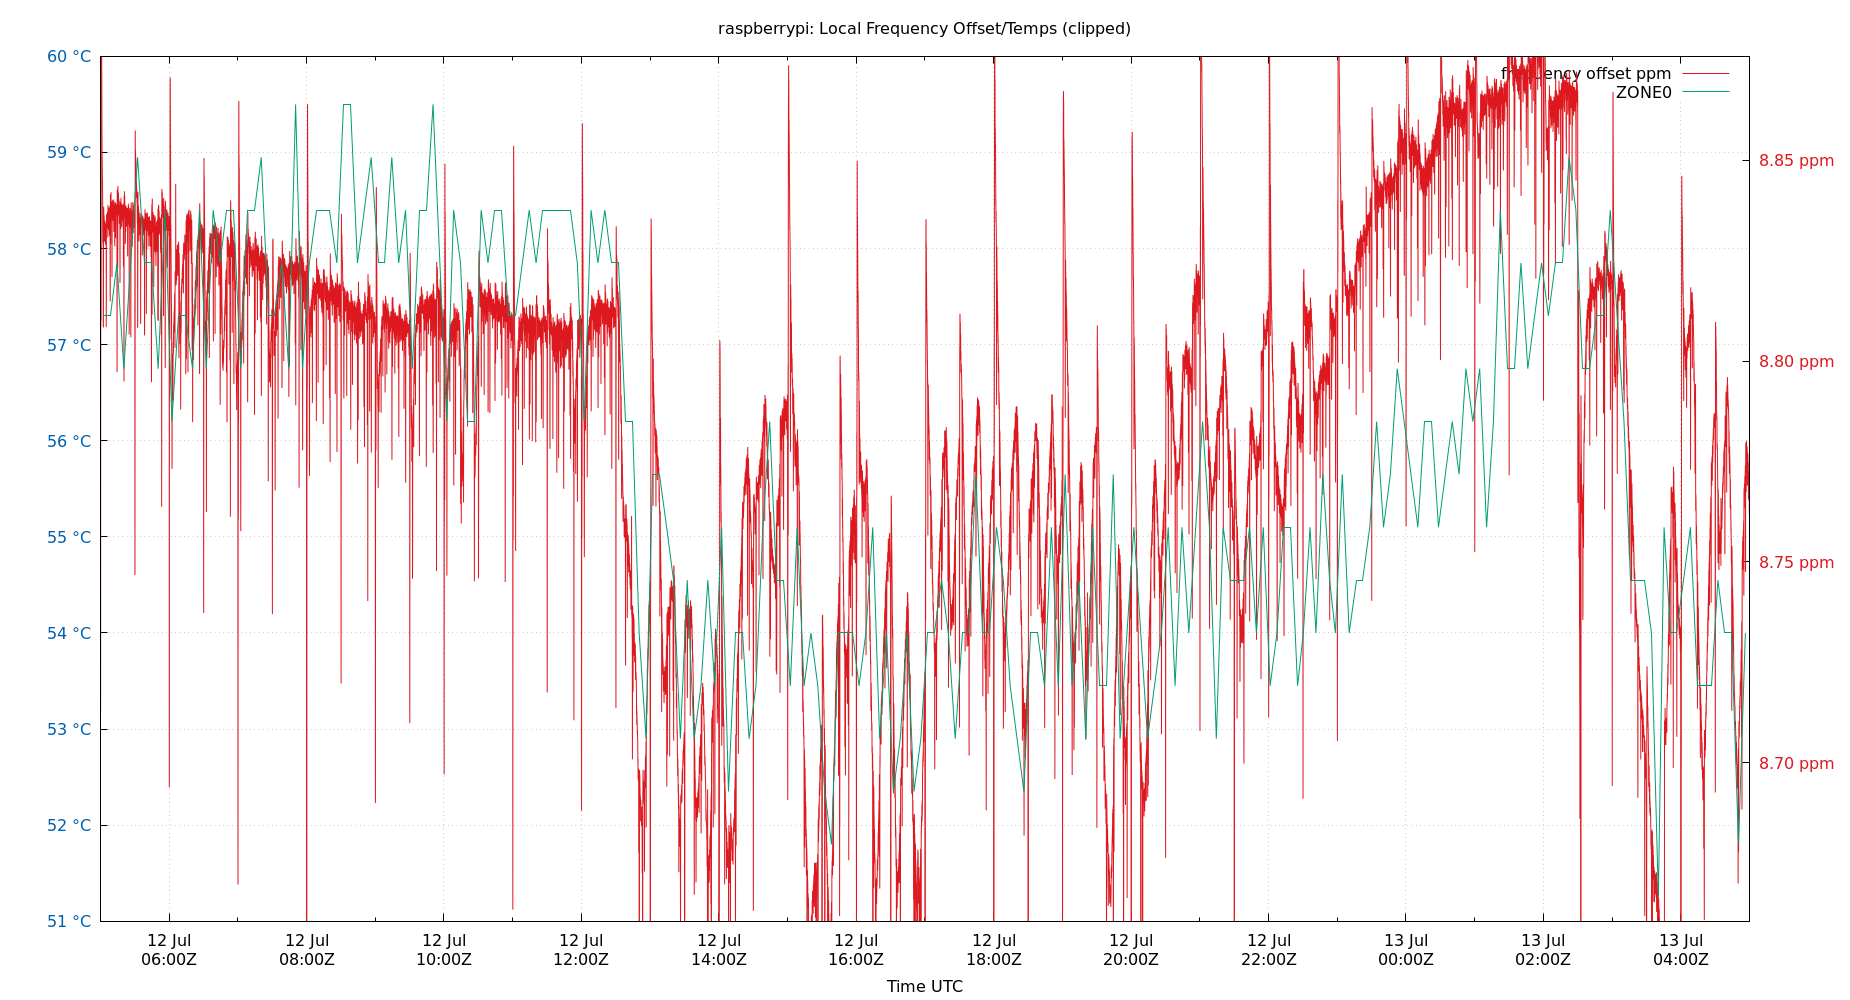 raspberrypi: Local Frequency Offset/Temps (clipped)
60 °C
59 °C
58 °C
57 °C
56 °C
55 °C
54 °C
53 °C
52 °C
51 °C
frequency offset ppm
ZONE0
8.85 ppm
8.80 ppm
8.75 ppm
8.70 ppm
12 Jul
06:00Z
12 Jul
08:00Z
12 Jul
10:00Z
12 Jul
12:00Z
12 Jul
14:00Z
12 Jul
16:00Z
12 Jul
18:00Z
12 Jul
20:00Z
12 Jul
22:00Z
13 Jul
00:00Z
13 Jul
02:00Z
13 Jul
04:00Z
Time UTC